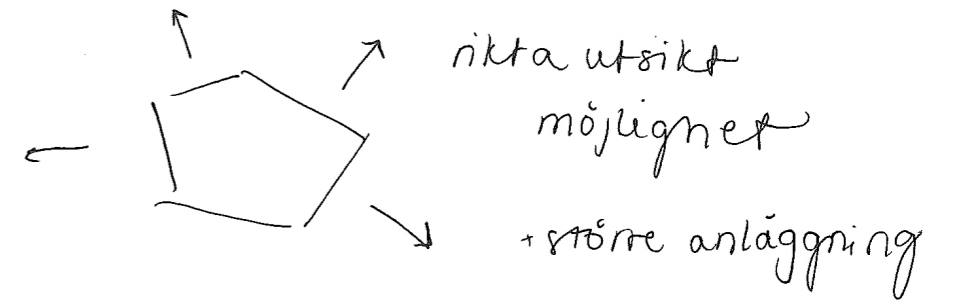 rikta utsikt
möjlighet
+ större anläggning